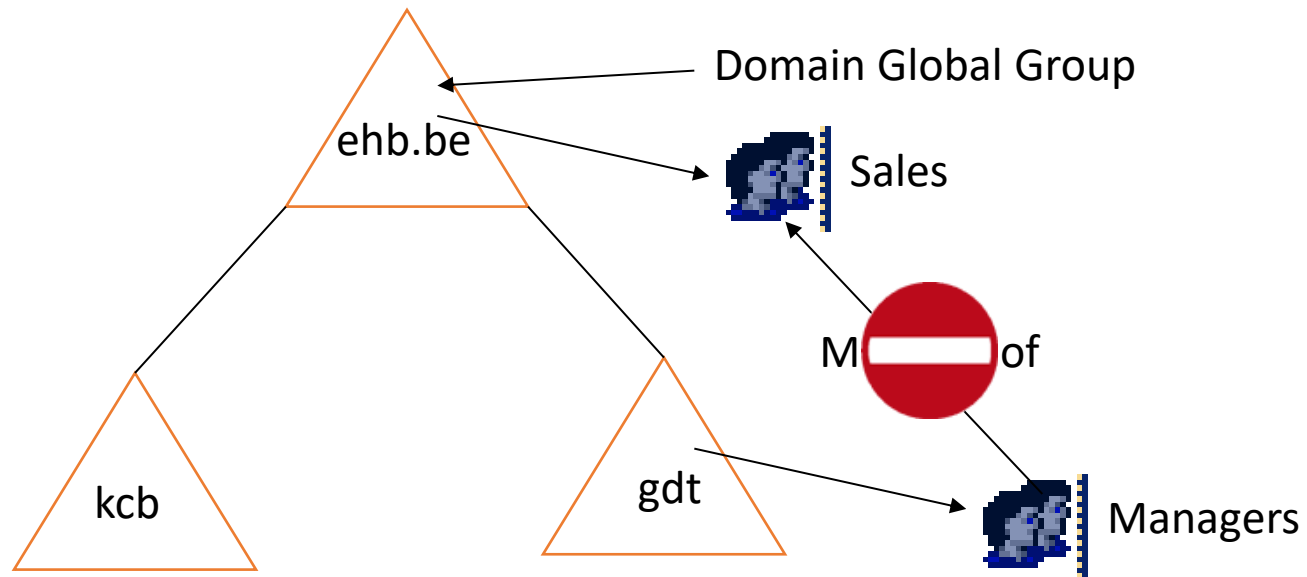 Domain Global Group
ehb.be
Sales
M of
kcb
gdt
Managers